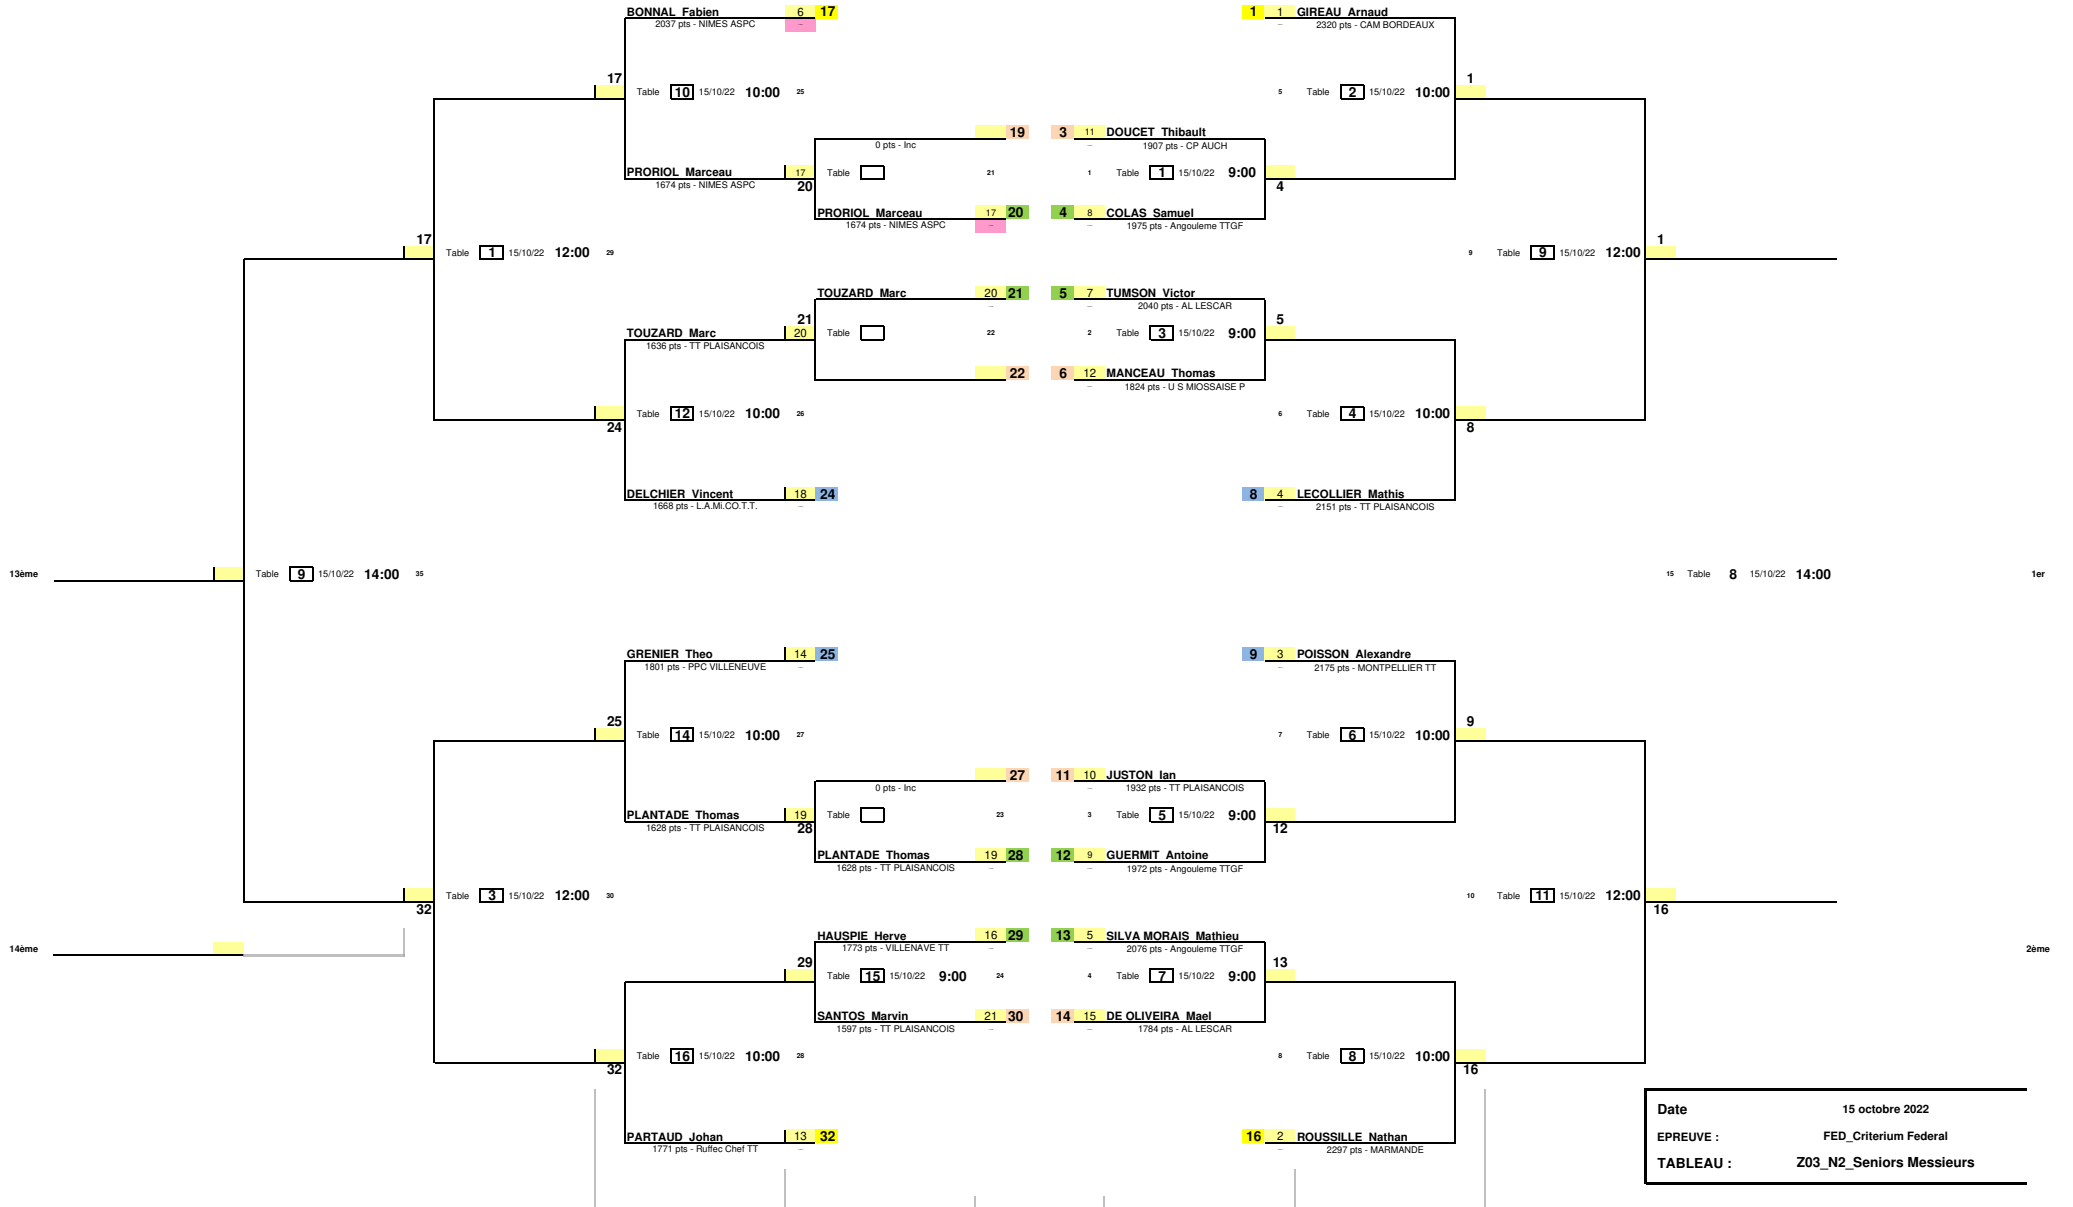 BONNAL Fabien 6 17 1 1 GIREAU Arnaud
2037 pts - NIMES ASPC – – 2320 pts - CAM BORDEAUX
17 1
Table 10 15/10/22 10:00 25 5 Table 2 15/10/22 10:00
19 3 11 DOUCET Thibault
0 pts - Inc – 1907 pts - CP AUCH
PRORIOL Marceau 17 Table 21 1 Table 1 15/10/22 9:00
1674 pts - NIMES ASPC 20 4
PRORIOL Marceau 17 20 4 8 COLAS Samuel
1674 pts - NIMES ASPC – – 1975 pts - Angouleme TTGF
17 1
Table 1 15/10/22 12:00 29 9 Table 9 15/10/22 12:00
TOUZARD Marc 20 21 5 7 TUMSON Victor
– – 2040 pts - AL LESCAR
21 5
TOUZARD Marc 20 Table 22 2 Table 3 15/10/22 9:00
1636 pts - TT PLAISANCOIS
22 6 12 MANCEAU Thomas
– 1824 pts - U S MIOSSAISE P
Table 12 15/10/22 10:00 26 6 Table 4 15/10/22 10:00
24 8
DELCHIER Vincent 18 24 8 4 LECOLLIER Mathis
1668 pts - L.A.Mi.CO.T.T. – – 2151 pts - TT PLAISANCOIS
13ème Table 9 15/10/22 14:00 35 15 Table 8 15/10/22 14:00 1er
GRENIER Theo 14 25 9 3 POISSON Alexandre
1801 pts - PPC VILLENEUVE – – 2175 pts - MONTPELLIER TT
25 9
Table 14 15/10/22 10:00 27 7 Table 6 15/10/22 10:00
27 11 10 JUSTON Ian
0 pts - Inc – 1932 pts - TT PLAISANCOIS
PLANTADE Thomas 19 Table 23 3 Table 5 15/10/22 9:00
1628 pts - TT PLAISANCOIS 28 12
PLANTADE Thomas 19 28 12 9 GUERMIT Antoine
1628 pts - TT PLAISANCOIS – – 1972 pts - Angouleme TTGF
Table 3 15/10/22 12:00 30 10 Table 11 15/10/22 12:00
32 16
HAUSPIE Herve 16 29 13 5 SILVA MORAIS Mathieu
14ème 1773 pts - VILLENAVE TT – – 2076 pts - Angouleme TTGF 2ème
29 13
Table 15 15/10/22 9:00 24 4 Table 7 15/10/22 9:00
SANTOS Marvin 21 30 14 15 DE OLIVEIRA Mael
1597 pts - TT PLAISANCOIS – – 1784 pts - AL LESCAR
Table 16 15/10/22 10:00 28 8 Table 8 15/10/22 10:00
32 16
Date 15 octobre 2022
PARTAUD Johan 13 32 16 2 ROUSSILLE Nathan
1771 pts - Ruffec Chef TT – – 2297 pts - MARMANDE
EPREUVE : FED_Criterium Federal
TABLEAU : Z03_N2_Seniors Messieurs